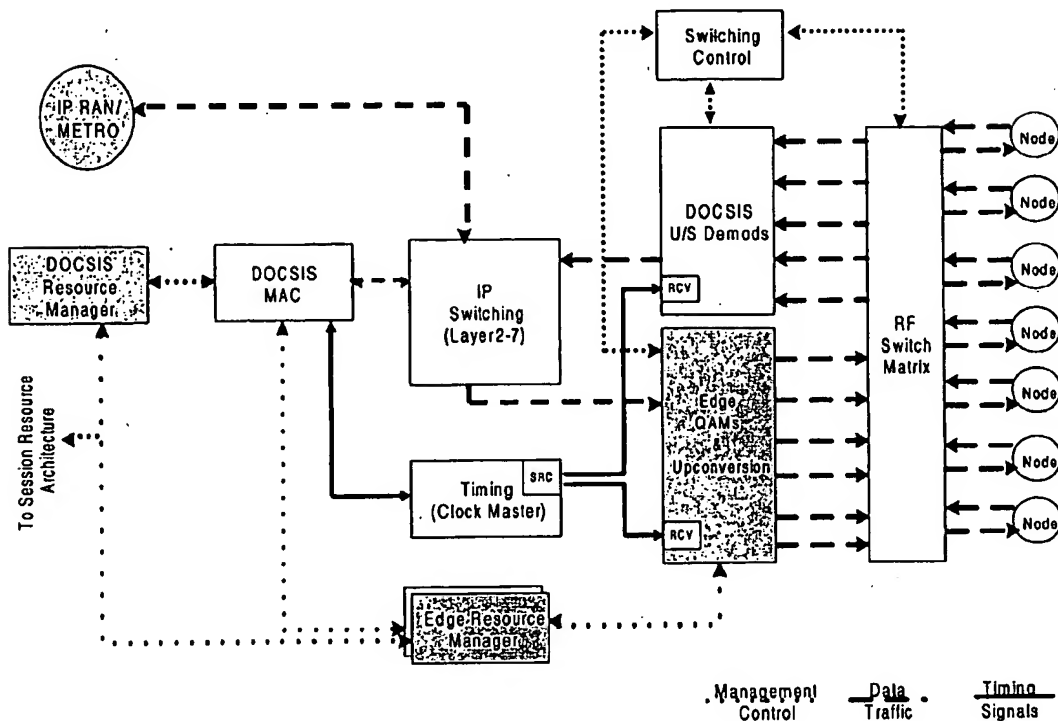 Switching
Control
IP RAN/
METRO
Node
DOCSIS
U/S Demods
Node
DOCSIS
Resource
Manager
DOCSIS
MAC
IP
Switching
(Layer2-7)
RCV
Node
RF
Switch
Matrix
Node
Edge
QAMs
&
Upconversion
Node
To Session Resource
Architecture
Timing
(Clock Master)
SRC
RCV
Node
Node
Edge Resource
Manager
Management
Control
Data
Traffic
Timing
Signals